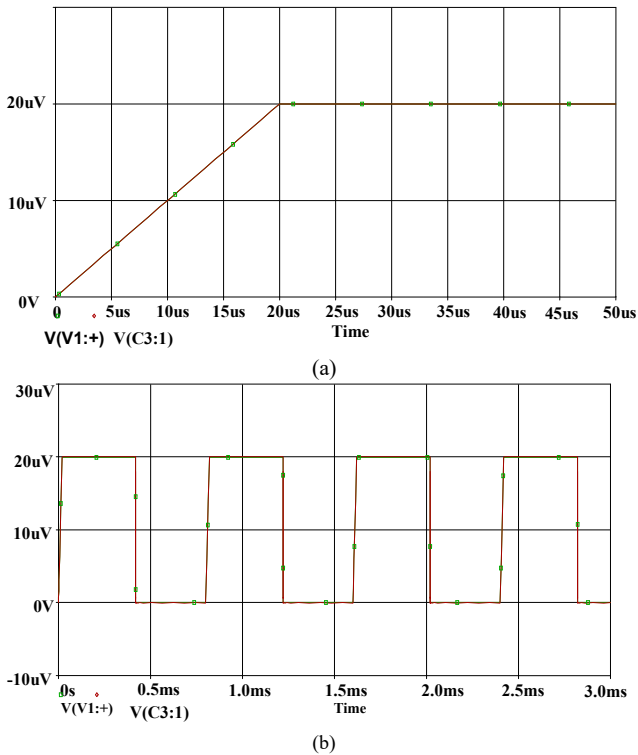 20uV
10uV
0V
0 5us 10us 15us 20us 25us 30us 35us 40us 45us 50us
Time
V(V1:+) V(C3:1)
(a)
30uV
20uV
10uV
0V
-10uV
0s 0.5ms 1.0ms 1.5ms 2.0ms 2.5ms 3.0ms
V(V1:+) V(C3:1) Time
(b)